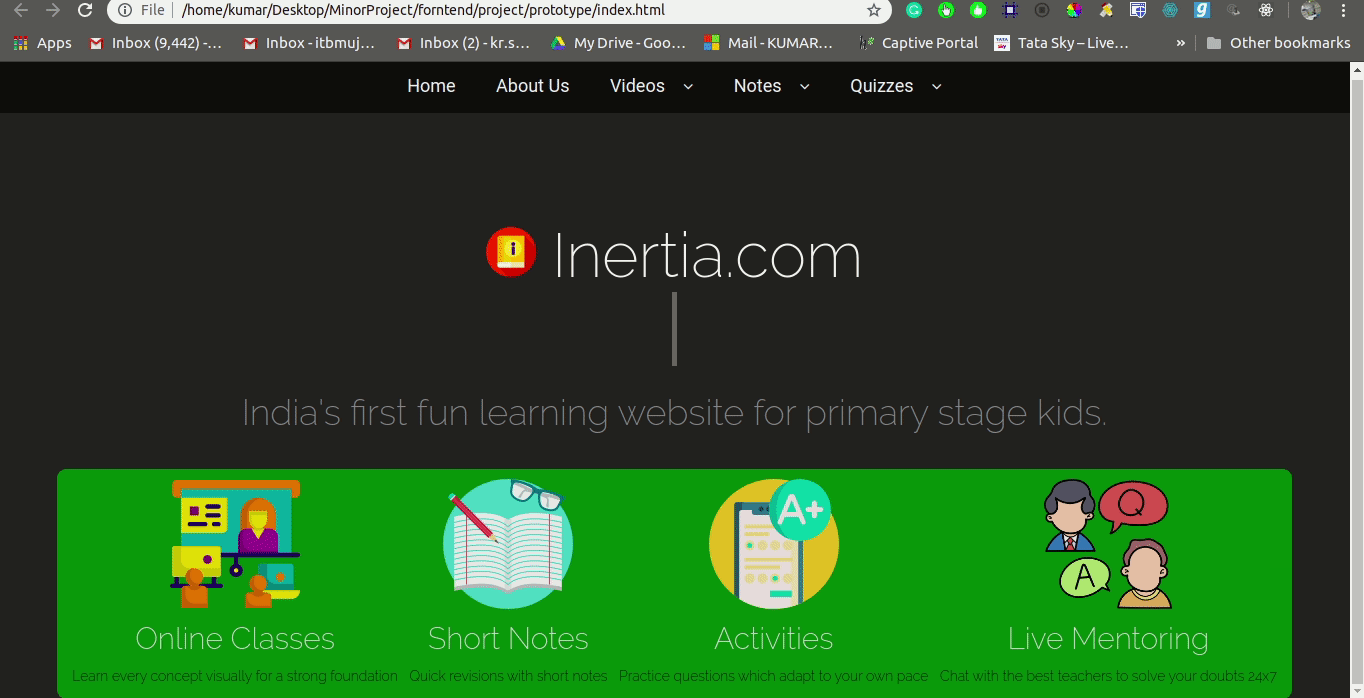 File /home/kumar/Desktop/MinorProject/forntend/project/prototype/index.html
Apps Inbox (9,442) -... Inbox - itbmuj... Inbox (2) - kr.s... My Drive - Goo... Mail - KUMAR... Captive Portal TATA sky Tata Sky – Live... » Other bookmarks
Home About Us Videos Notes Quizzes
i Inertia.com
India's first fun learning website for primary stage kids.
A+ Q A
Online Classes Short Notes Activities Live Mentoring
Learn every concept visually for a strong foundation Quick revisions with short notes Practice questions which adapt to your own pace Chat with the best teachers to solve your doubts 24x7